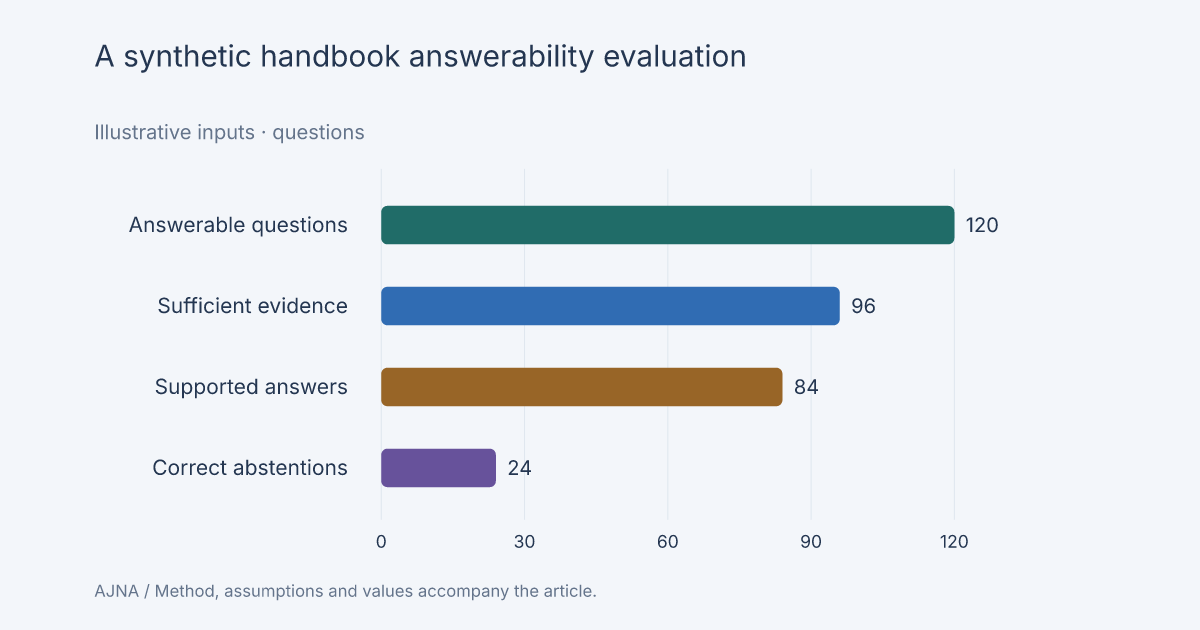 A synthetic handbook answerability evaluation
Illustrative inputs · questions
Answerable questions 120
Sufficient evidence 96
Supported answers 84
Correct abstentions 24
0 30 60 90 120
AJNA / Method, assumptions and values accompany the article.